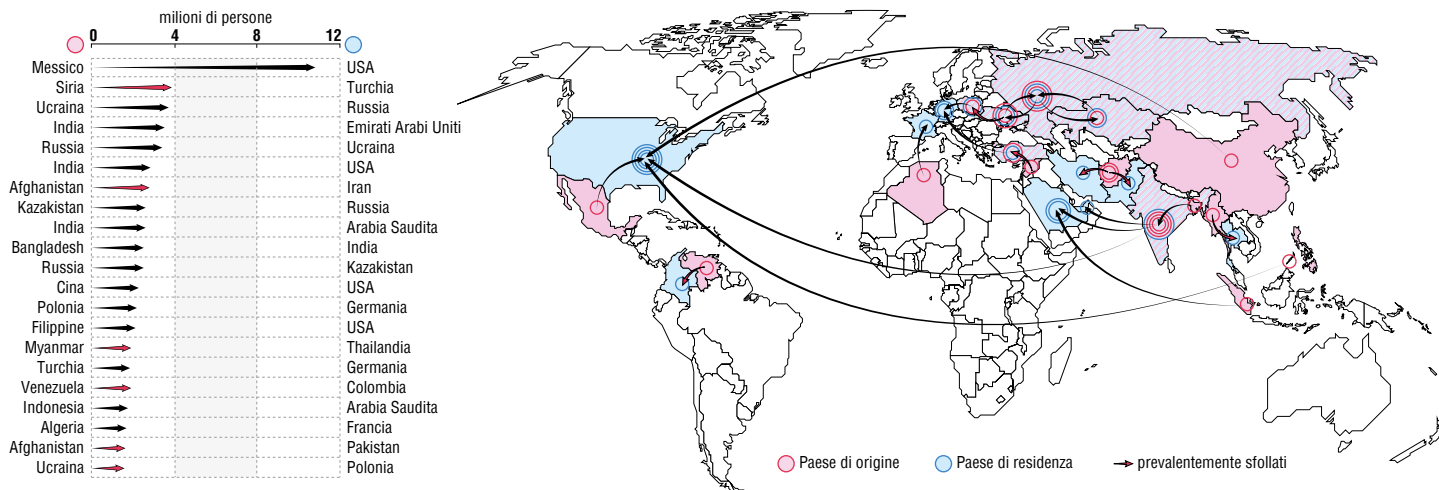 milioni di persone
0 4 8 12
Messico USA
Siria Turchia
Ucraina Russia
India Emirati Arabi Uniti
Russia Ucraina
India USA
Afghanistan Iran
Kazakistan Russia
India Arabia Saudita
Bangladesh India
Russia Kazakistan
Cina USA
Polonia Germania
Filippine USA
Myanmar Thailandia
Turchia Germania
Venezuela Colombia
Indonesia Arabia Saudita
Algeria Francia
Afghanistan Pakistan
Ucraina Polonia
Paese di origine Paese di residenza prevalentemente sfollati